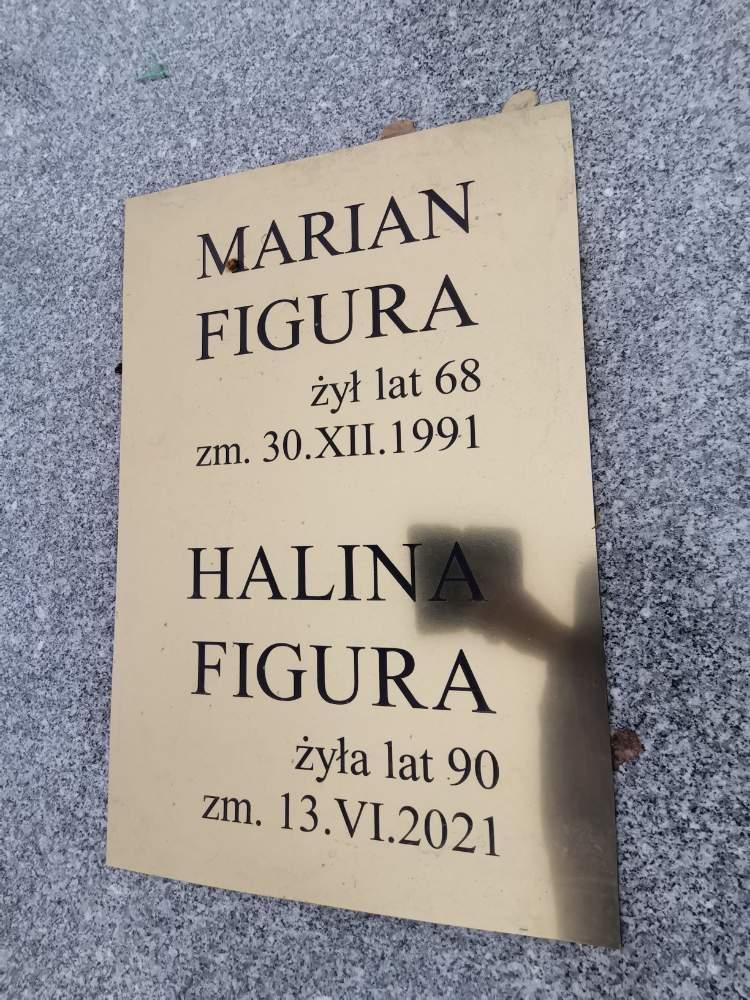 MARIAN
FIGURA
żył lat 68
zm. 30.XII.1991
HALINA
FIGURA
żyła lat 90
zm. 13.VI.2021